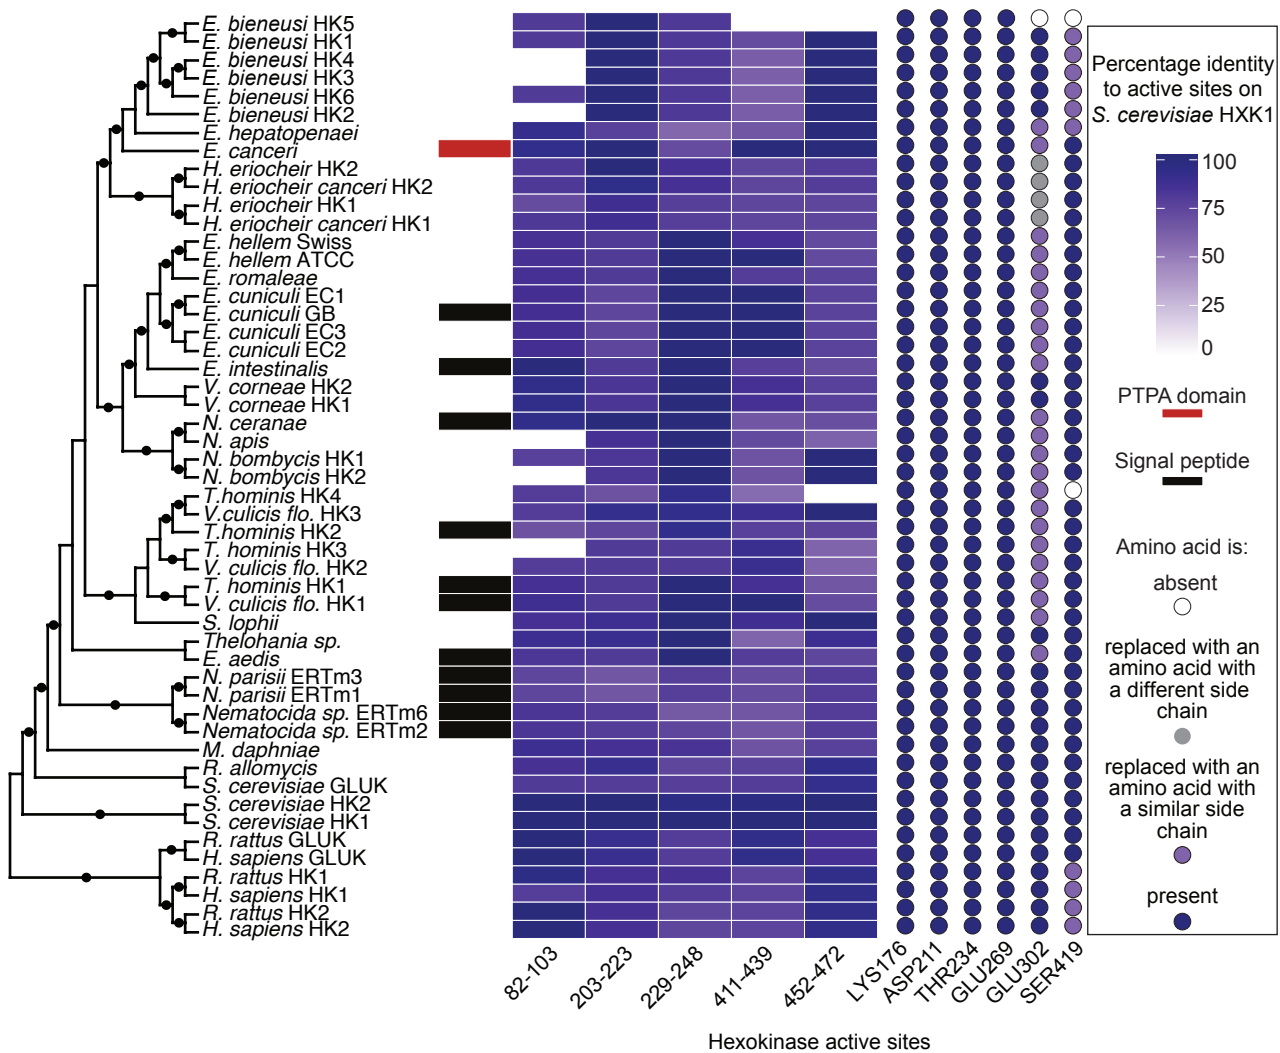 E. bieneusi HK5
E. bieneusi HK1
E. bieneusi HK4
E. bieneusi HK3
E. bieneusi HK6
E. bieneusi HK2
E. hepatopenaei
E. canceri
H. eriocheir HK2
H. eriocheir canceri HK2
H. eriocheir HK1
H. eriocheir canceri HK1
E. hellem Swiss
E. hellem ATCC
E. romaleae
E. cuniculi EC1
E. cuniculi GB
E. cuniculi EC3
E. cuniculi EC2
E. intestinalis
V. corneae HK2
V. corneae HK1
N. ceranae
N. apis
N. bombycis HK1
N. bombycis HK2
T.hominis HK4
V.culicis flo. HK3
T.hominis HK2
T. hominis HK3
V. culicis flo. HK2
T. hominis HK1
V. culicis flo. HK1
S. lophii
Thelohania sp.
E. aedis
N. parisii ERTm3
N. parisii ERTm1
Nematocida sp. ERTm6
Nematocida sp. ERTm2
M. daphniae
R. allomycis
S. cerevisiae GLUK
S. cerevisiae HK2
S. cerevisiae HK1
R. rattus GLUK
H. sapiens GLUK
R. rattus HK1
H. sapiens HK1
R. rattus HK2
H. sapiens HK2
82-103
203-223
229-248
411-439
452-472
LYS176
ASP211
THR234
GLU269
GLU302
SER419
Hexokinase active sites
Percentage identity
to active sites on
S. cerevisiae HXK1
100
75
50
25
0
PTPA domain
Signal peptide
Amino acid is:
absent
replaced with an
amino acid with
a different side
chain
replaced with an
amino acid with
a similar side
chain
present